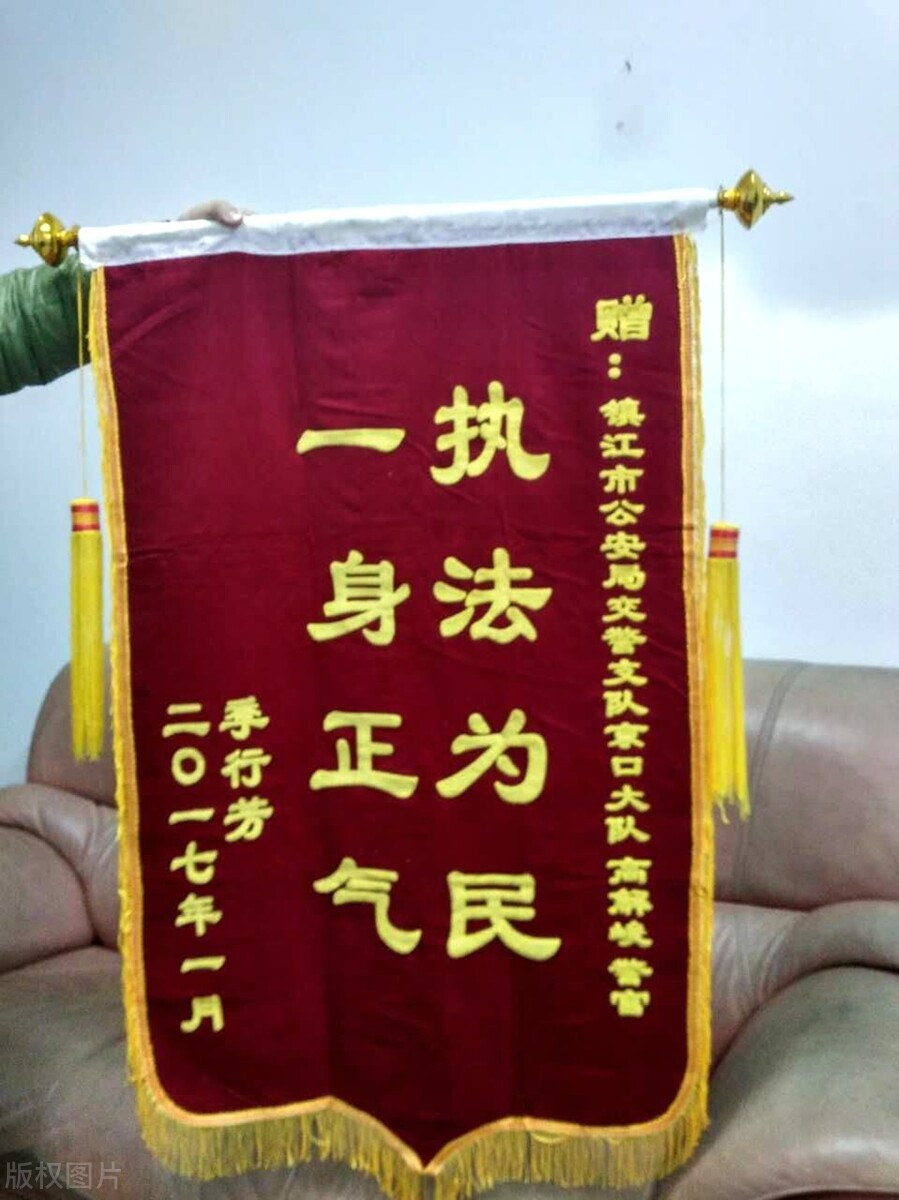 赠：镇江市公安局交警支队京口大队 高解峻 警官
执法为民
一身正气
季行芳
二〇一七年一月
版权图片